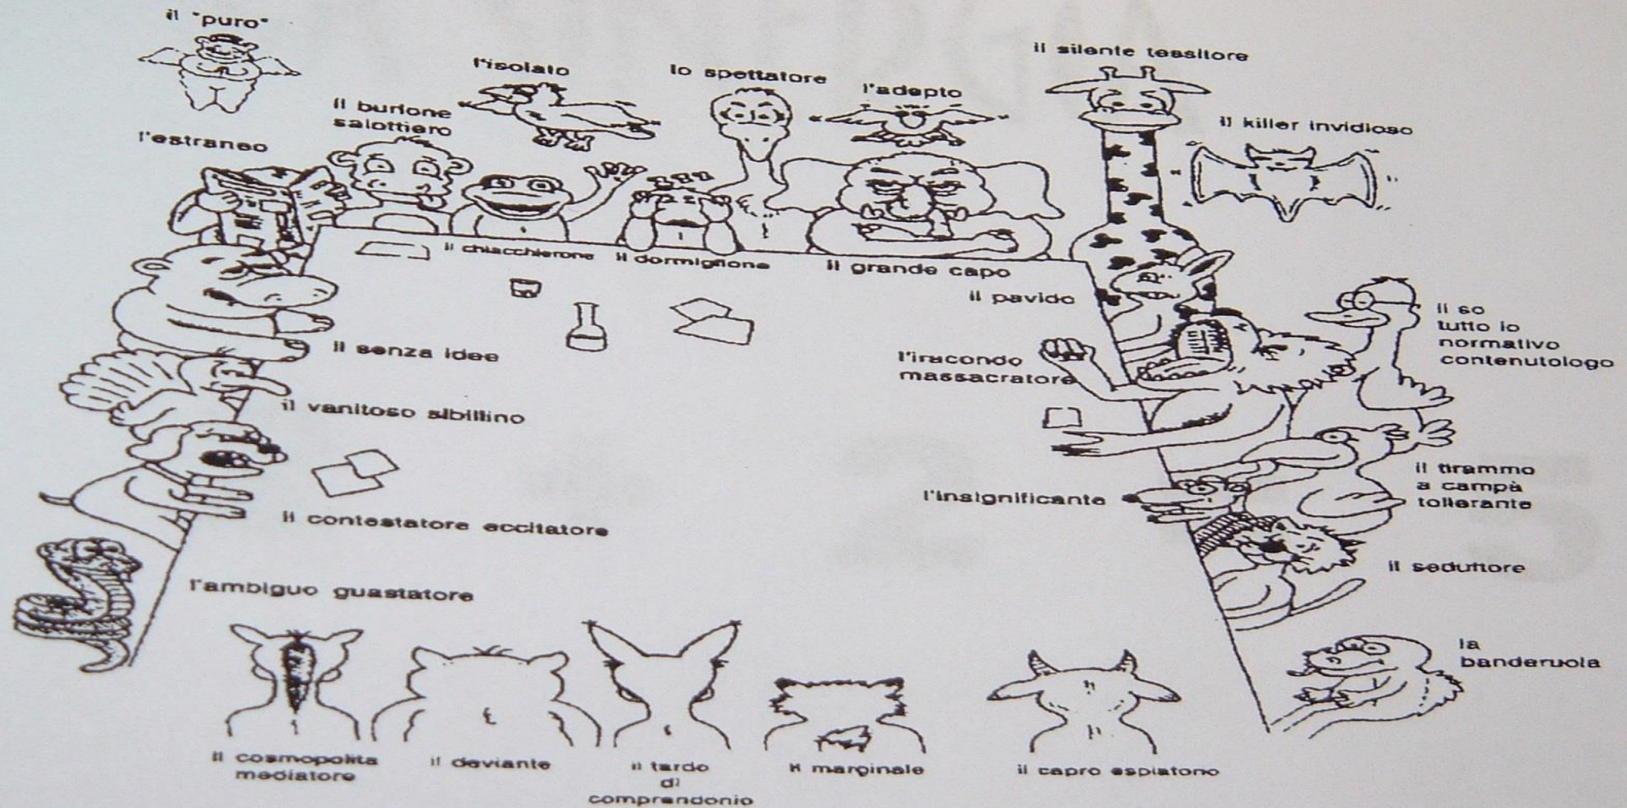 il "puro"
l'isolato
lo spettatore
l'adepto
il silente tessitore
il burlone
salottiero
l'estraneo
il killer invidioso
il chiacchierone
il dormiglione
il grande capo
il pavido
il so
tutto io
normativo
contenutologo
il senza idee
l'iracondo
massacratore
il vanitoso sibillino
il tirammo
a campà
tollerante
l'insignificante
il contestatore eccitatore
il seduttore
l'ambiguo guastatore
la
banderuola
il cosmopolita
mediatore
il deviante
il tardo
di
comprendonio
il marginale
il capro espiatorio